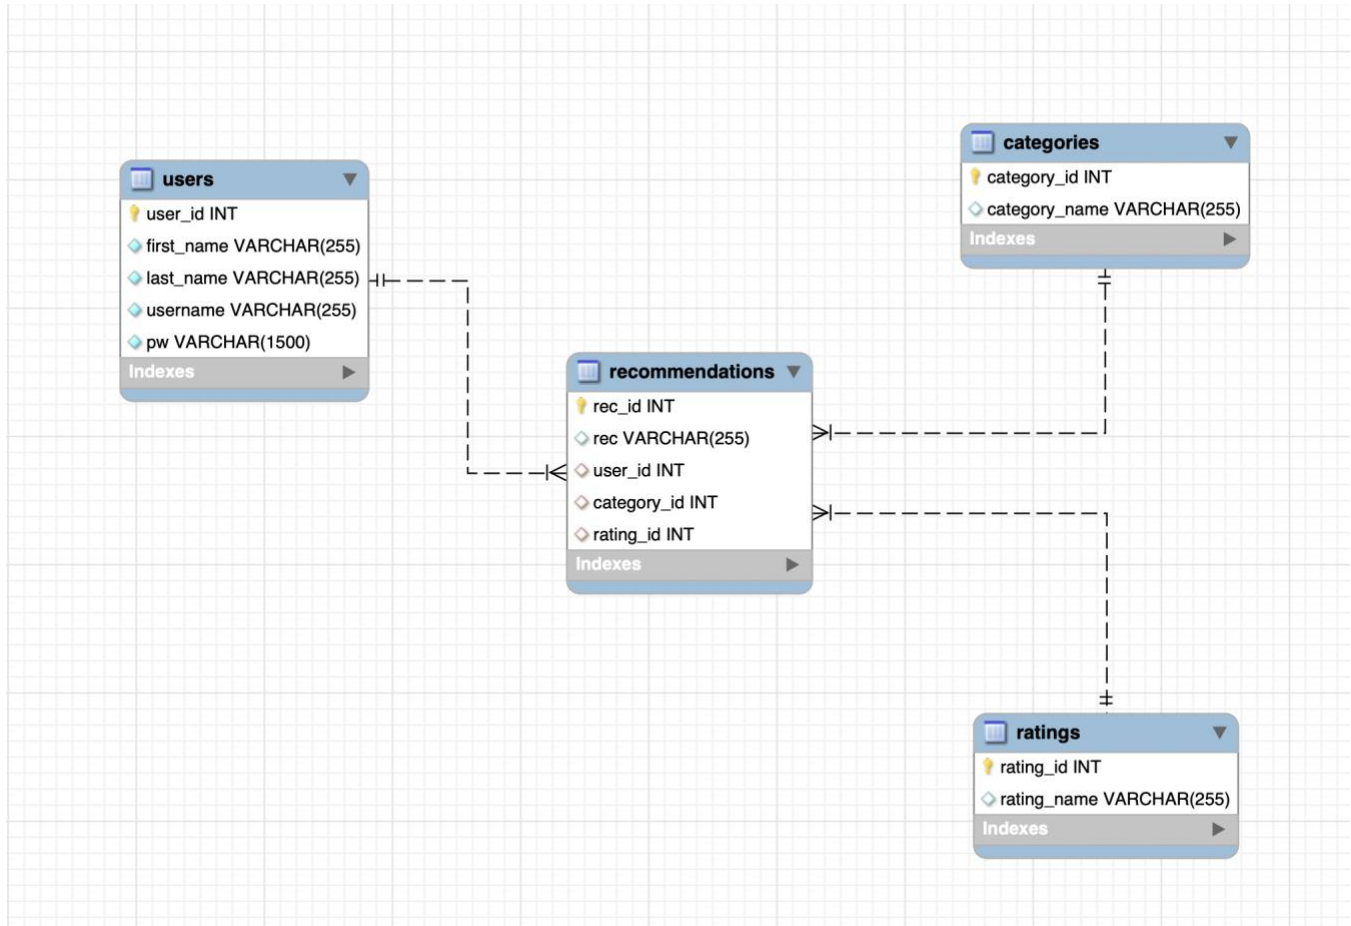 users
user_id INT
first_name VARCHAR(255)
last_name VARCHAR(255)
username VARCHAR(255)
pw VARCHAR(1500)
Indexes
recommendations
rec_id INT
rec VARCHAR(255)
user_id INT
category_id INT
rating_id INT
Indexes
categories
category_id INT
category_name VARCHAR(255)
Indexes
ratings
rating_id INT
rating_name VARCHAR(255)
Indexes